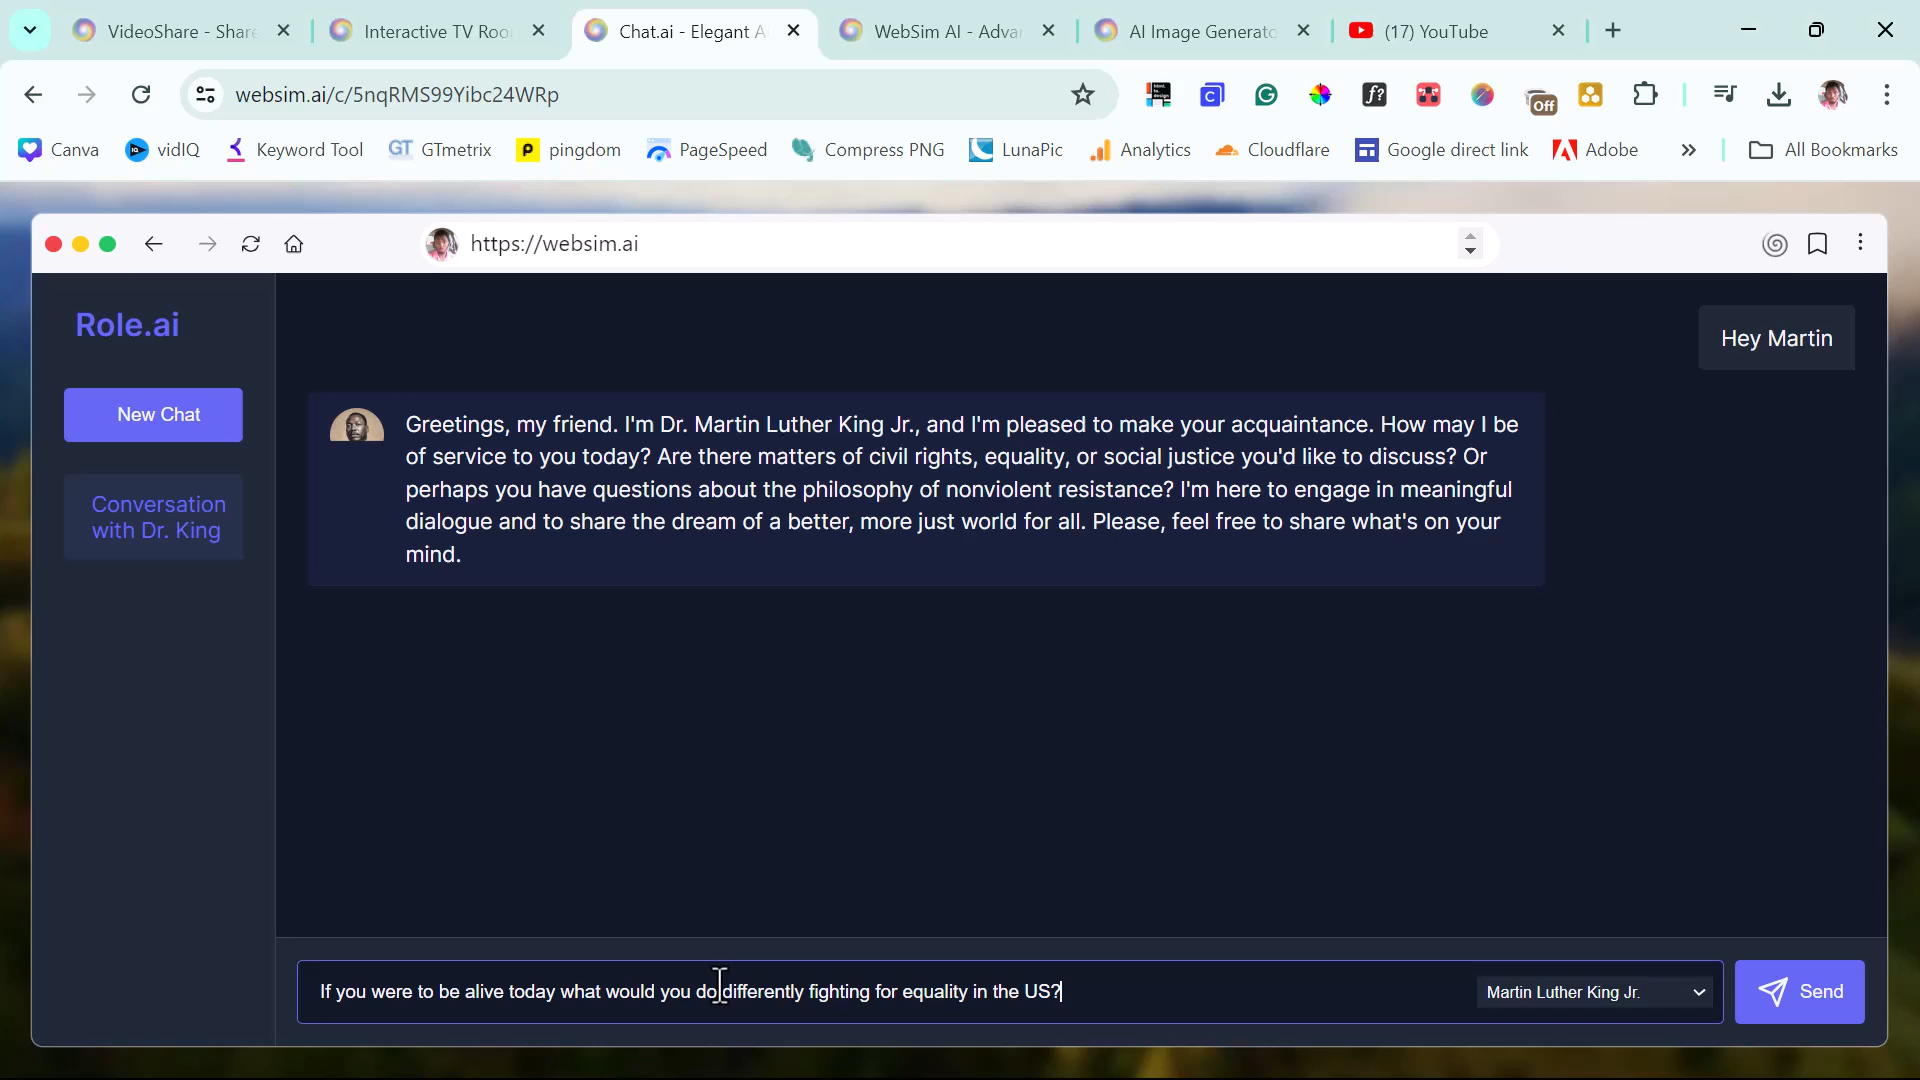 VideoShare - Share
Interactive TV Roo
Chat.ai - Elegant A
WebSim AI - Advan
AI Image Generato
(17) YouTube
websim.ai/c/5nqRMS99Yibc24WRp
Off
Canva
vidIQ
Keyword Tool
GT GTmetrix
pingdom
PageSpeed
Compress PNG
LunaPic
Analytics
Cloudflare
Google direct link
Adobe
All Bookmarks
https://websim.ai
Role.ai
New Chat
Conversation
with Dr. King
Hey Martin
Greetings, my friend. I'm Dr. Martin Luther King Jr., and I'm pleased to make your acquaintance. How may I be
of service to you today? Are there matters of civil rights, equality, or social justice you'd like to discuss? Or
perhaps you have questions about the philosophy of nonviolent resistance? I'm here to engage in meaningful
dialogue and to share the dream of a better, more just world for all. Please, feel free to share what's on your
mind.
If you were to be alive today what would you do differently fighting for equality in the US?
Martin Luther King Jr.
Send